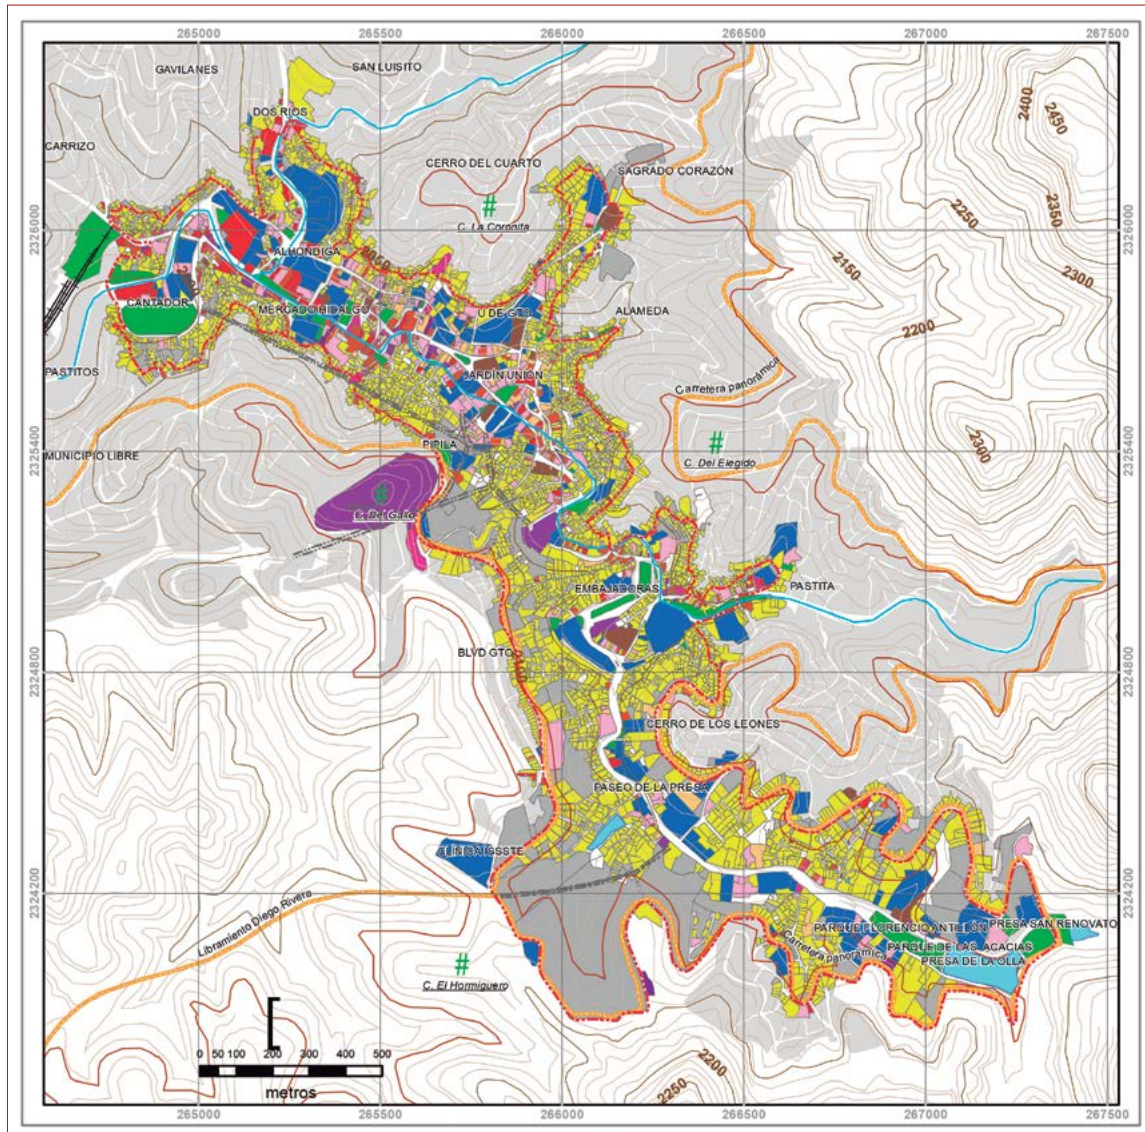 265000 265500 266000 266500 267000 267500
GAVILANES
SAN LUISITO
DOS RIOS
2400
2450
CARRIZO
CERRO DEL CUARTO
SAGRADO CORAZÓN
2350
C. La Coronita
2250
2326000
2326000
2150
2300
ALHONDIGA
2050
CANTADOR
MERCADO HIDALGO
U DE GTO
ALAMEDA
2200
PASTITOS
JARDIN UNION
Carretera panorámica
MUNICIPIO LIBRE
PIPILA
2300
2325400
2325400
C. Del Elegido
C. Del Gallo
EMBAJADORAS
PASTITA
BLVD GTO
2324800
2324800
CERRO DE LOS LEONES
PASEO DE LA PRESA
CLINICA ISSSTE
2324200
2324200
Libramiento Diego Rivera
PARQUE FLORENCIO ANTILLON
PRESA SAN RENOVATO
Carretera panorámica
PARQUE DE LAS ACACIAS
PRESA DE LA OLLA
C. El Hormiguero
0 50 100 200 300 400 500
metros
2200
2250
265000 265500 266000 266500 267000 267500